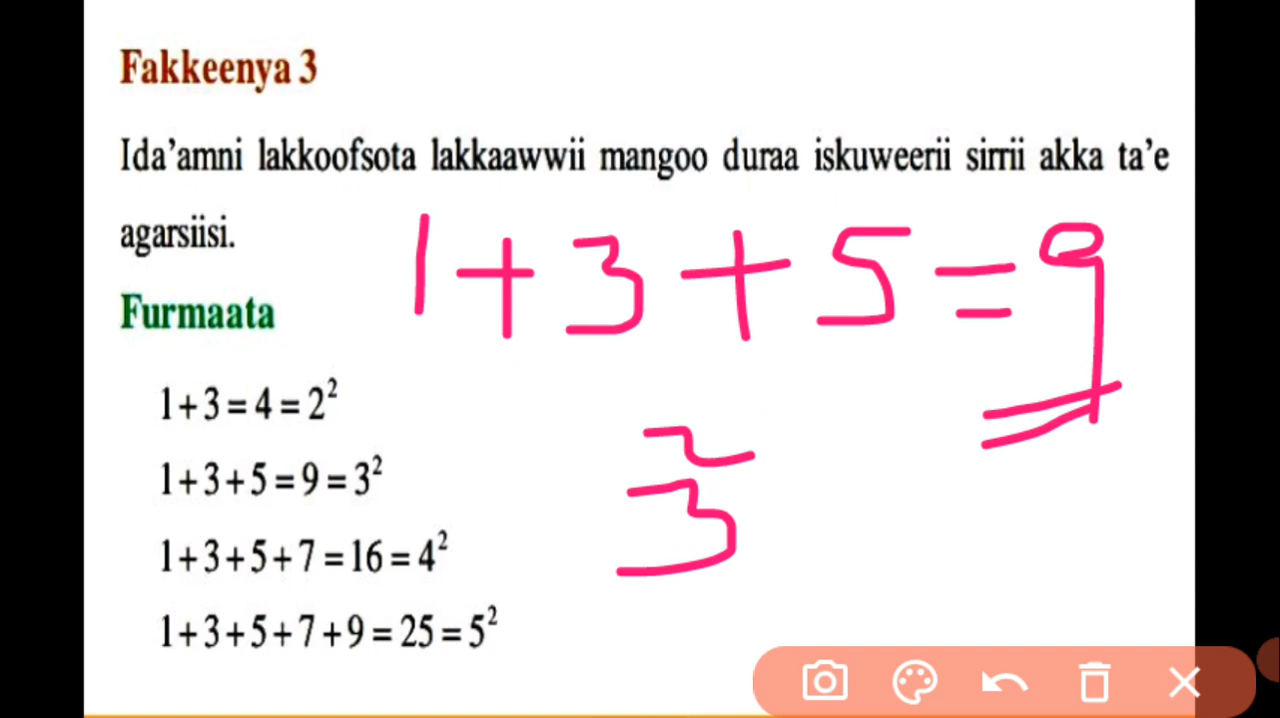 Fakkeenya 3
Ida'amni lakkoofsota lakkaawwii mangoo duraa iskuweerii sirrii akka ta'e
agarsiisi.
1+3+5=9
Furmaata
1+3=4=2²
3²
1+3+5=9=3²
1+3+5+7=16=4²
1+3+5+7+9=25=5²